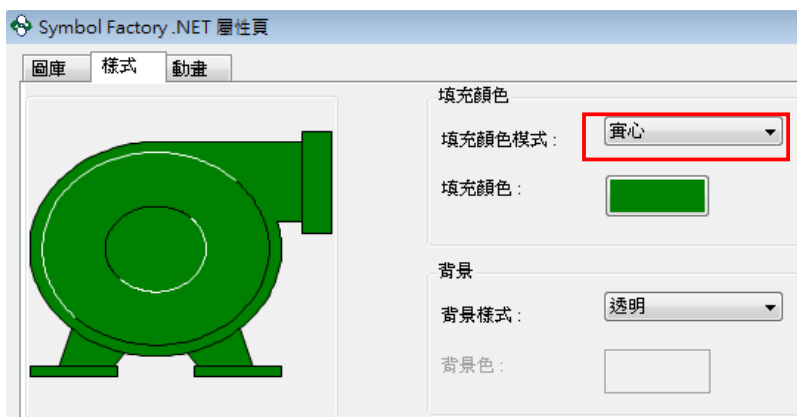 Symbol Factory .NET 屬性頁
圖庫 樣式 動畫
填充顏色
填充顏色模式 : 實心
填充顏色 :
背景
背景樣式 : 透明
背景色 :